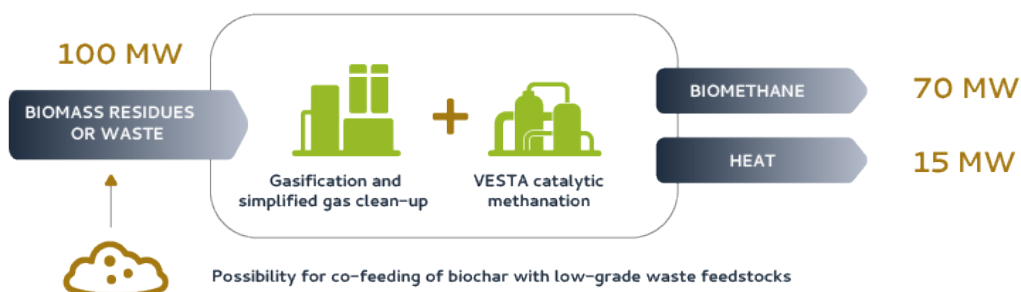 100 MW
BIOMASS RESIDUES
OR WASTE
Gasification and
simplified gas clean-up
+
VESTA catalytic
methanation
BIOMETHANE
70 MW
HEAT
15 MW
Possibility for co-feeding of biochar with low-grade waste feedstocks